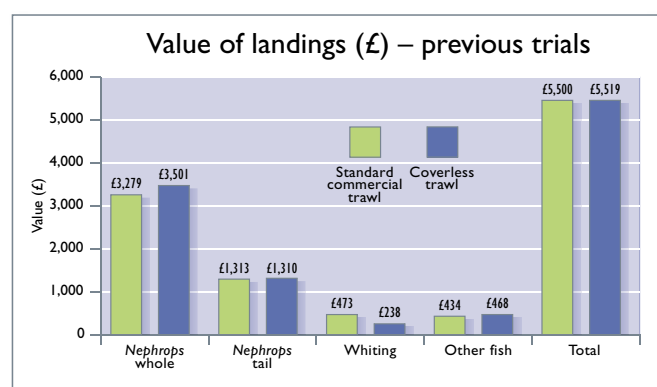 Value of landings (£) – previous trials
Value (£)
6,000
5,000
4,000
3,000
2,000
1,000
0
£3,279
£3,501
£1,313
£1,310
£473
£238
£434
£468
£5,500
£5,519
Standard
commercial
trawl
Coverless
trawl
Nephrops
whole
Nephrops
tail
Whiting
Other fish
Total